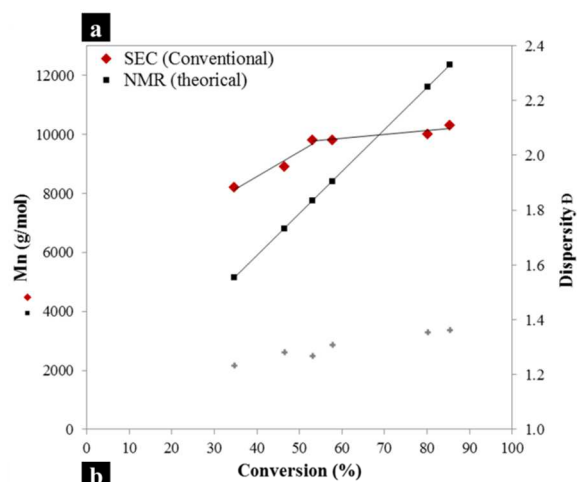 a
SEC (Conventional)
NMR (theorical)
12000
10000
8000
6000
4000
2000
0
Mn (g/mol)
2.4
2.2
2.0
1.8
1.6
1.4
1.2
1.0
Dispersity Đ
0 10 20 30 40 50 60 70 80 90 100
Conversion (%)
b